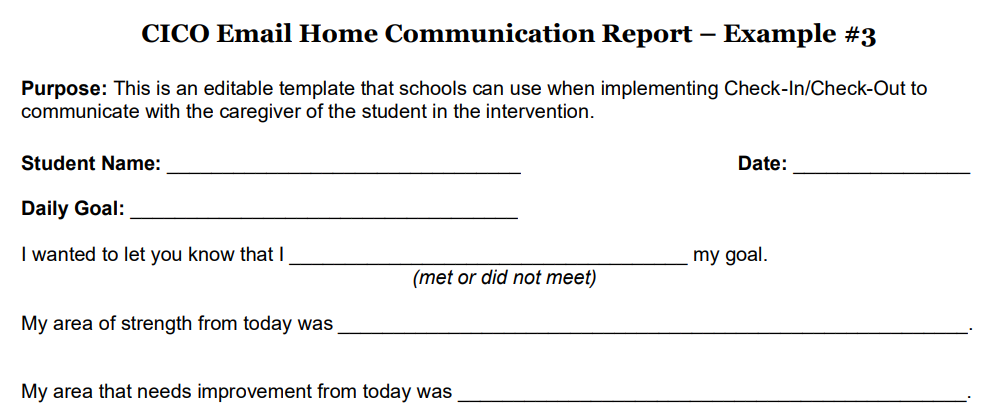 CICO Email Home Communication Report – Example #3
Purpose: This is an editable template that schools can use when implementing Check-In/Check-Out to
communicate with the caregiver of the student in the intervention.
Student Name: ________________________________ Date: ________________
Daily Goal: ___________________________________
I wanted to let you know that I ____________________________________ my goal.
(met or did not meet)
My area of strength from today was _________________________________________________________.
My area that needs improvement from today was ______________________________________________.